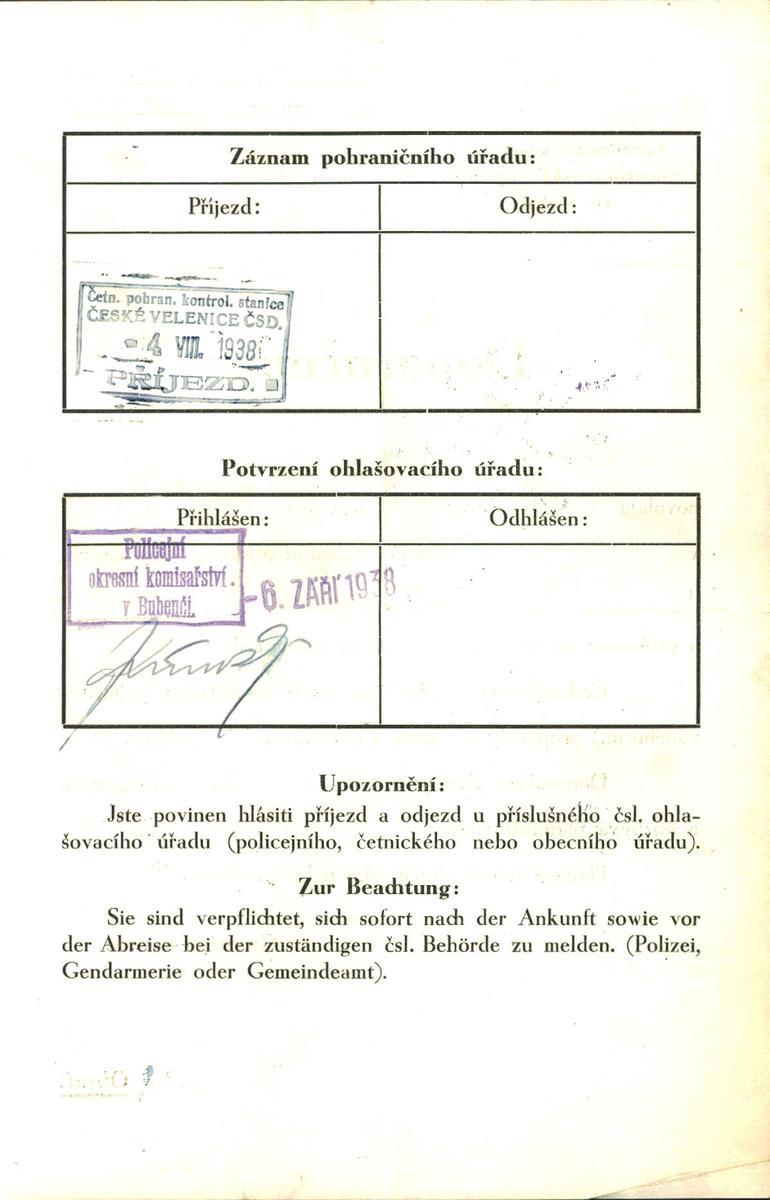 Záznam pohraničního úřadu:
Příjezd:
Odjezd:
Četn. pohran. kontrol. stanice
ČESKÉ VELENICE ČSD.
- 4 VIII. 1938
PŘÍJEZD.
Potvrzení ohlašovacího úřadu:
Přihlášen:
Odhlášen:
Policejní
okresní komisařství
v Bubenči.
-6. ZÁŘÍ 1938
Upozornění:
Jste povinen hlásiti příjezd a odjezd u příslušného čsl. ohla-
šovacího úřadu (policejního, četnického nebo obecního úřadu).
Zur Beachtung:
Sie sind verpflichtet, sich sofort nach der Ankunft sowie vor
der Abreise bei der zuständigen čsl. Behörde zu melden. (Polizei,
Gendarmerie oder Gemeindeamt).